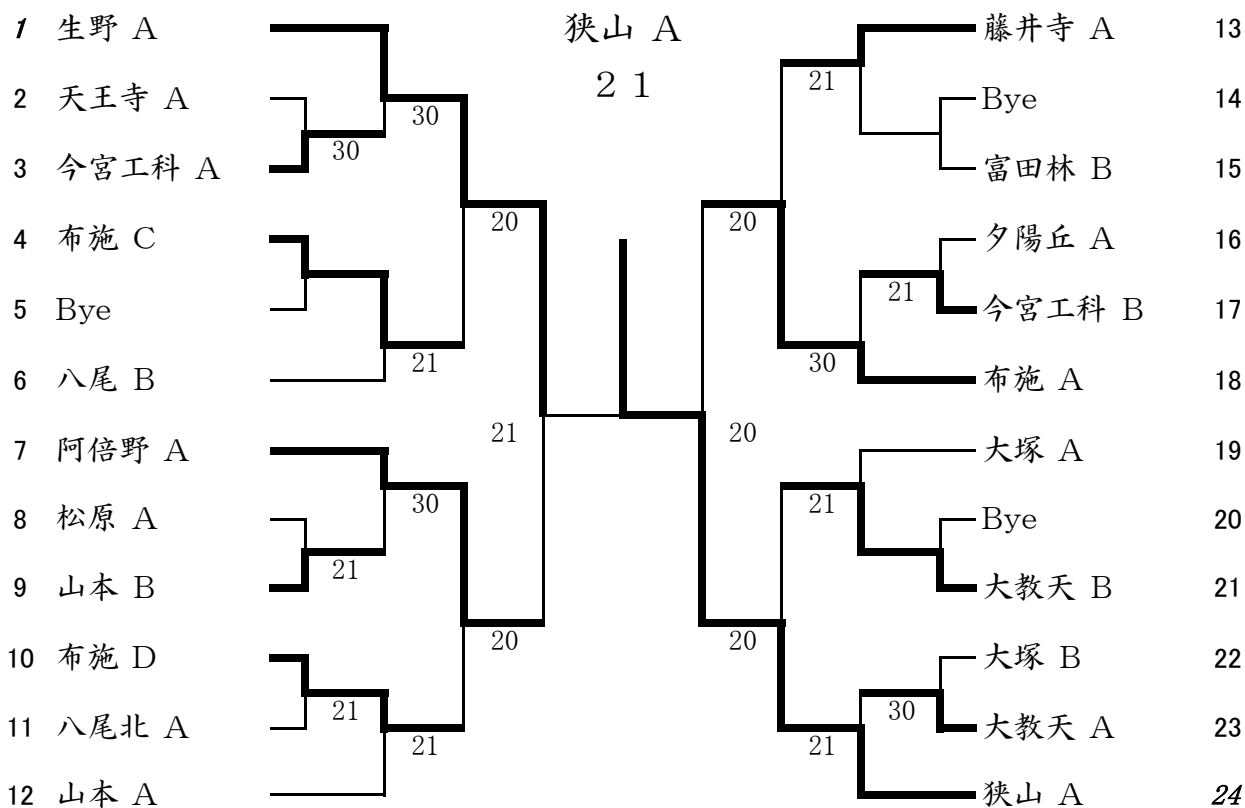 狭山 A
２１
1 生野 A
2 天王寺 A
30
30
3 今宮工科 A
20
4 布施 C
5 Bye
21
6 八尾 B
21
7 阿倍野 A
30
8 松原 A
21
9 山本 B
20
10 布施 D
21
11 八尾北 A
21
12 山本 A
藤井寺 A 13
21
Bye 14
富田林 B 15
20
夕陽丘 A 16
21
今宮工科 B 17
30
布施 A 18
20
大塚 A 19
21
Bye 20
大教天 B 21
20
大塚 B 22
30
大教天 A 23
21
狭山 A 24